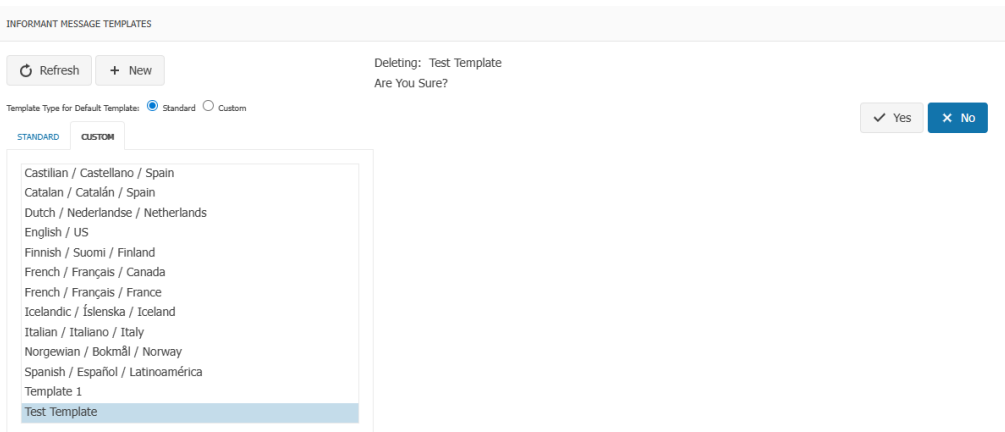 INFORMANT MESSAGE TEMPLATES
Refresh
New
Template Type for Default Template: Standard Custom
STANDARD CUSTOM
Castilian / Castellano / Spain
Catalan / Catalán / Spain
Dutch / Nederlandse / Netherlands
English / US
Finnish / Suomi / Finland
French / Français / Canada
French / Français / France
Icelandic / Íslenska / Iceland
Italian / Italiano / Italy
Norgewian / Bokmål / Norway
Spanish / Español / Latinoamérica
Template 1
Test Template
Deleting: Test Template
Are You Sure?
Yes
No